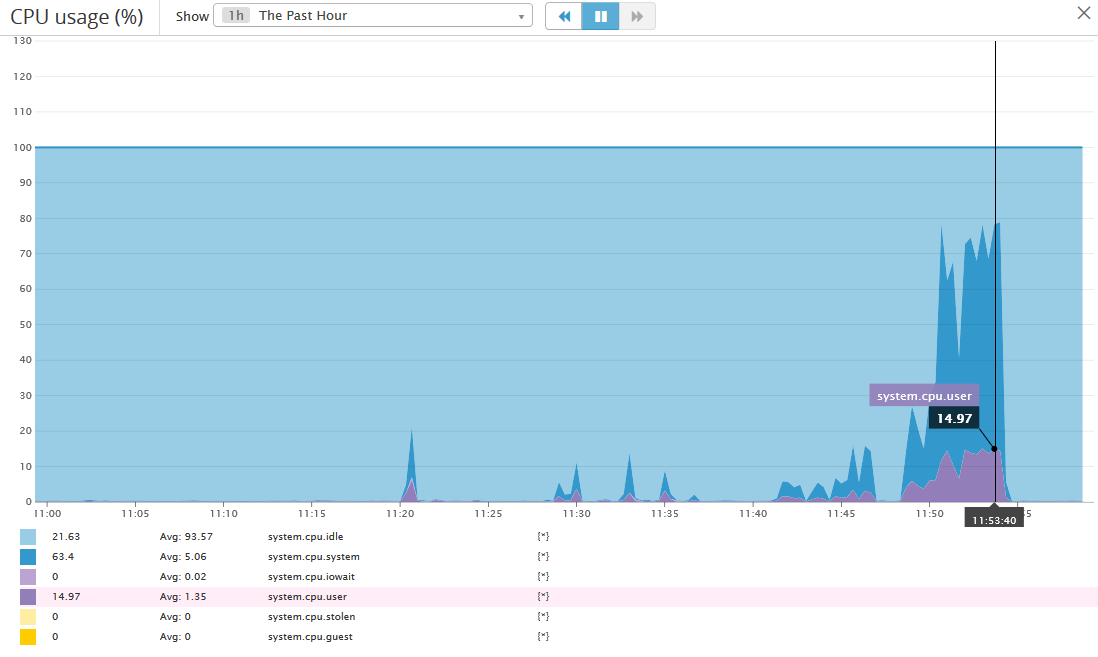 CPU usage (%)
Show 1h The Past Hour
130
120
110
100
90
80
70
60
50
40
30
20
10
0
system.cpu.user
14.97
11:00 11:05 11:10 11:15 11:20 11:25 11:30 11:35 11:40 11:45 11:50 55
11:53:40
21.63 Avg: 93.57 system.cpu.idle {*}
63.4 Avg: 5.06 system.cpu.system {*}
0 Avg: 0.02 system.cpu.iowait {*}
14.97 Avg: 1.35 system.cpu.user {*}
0 Avg: 0 system.cpu.stolen {*}
0 Avg: 0 system.cpu.guest {*}